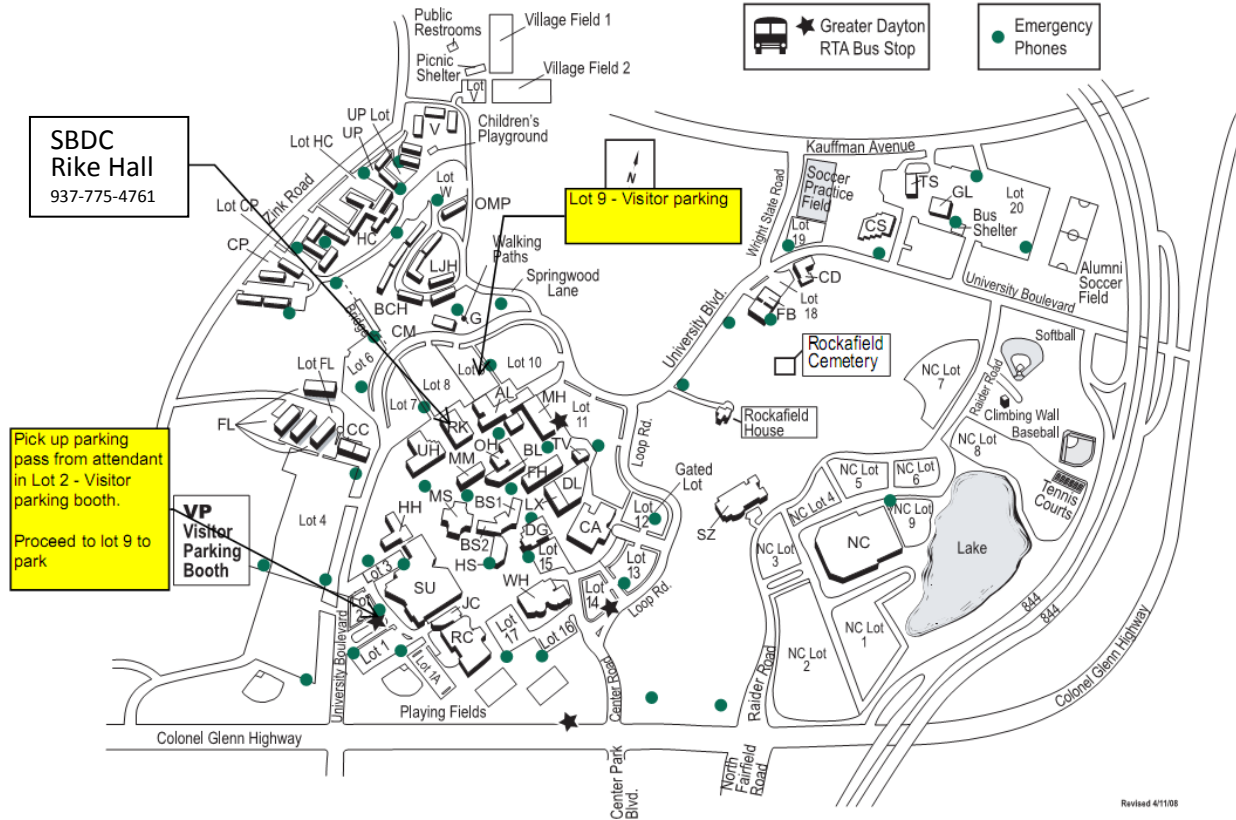 Public
Restrooms
Village Field 1
Picnic
Shelter
Lot
V
Village Field 2
Greater Dayton
RTA Bus Stop
Emergency
Phones
SBDC
Rike Hall
937-775-4761
UP Lot
UP
V
Children's
Playground
Lot HC
Zink Road
Lot CP
Lot
W
OMP
CP
HC
LJH
BCH
Walking
Paths
Springwood
Lane
G
CM
Bridge
N
Lot 9 - Visitor parking
Kauffman Avenue
Wright State Road
Soccer
Practice
Field
Lot
19
TS
GL
Lot
20
CS
Bus
Shelter
Alumni
Soccer
Field
University Boulevard
CD
Lot
18
FB
University Blvd.
Rockafield
Cemetery
Softball
NC Lot
7
Raider Road
Climbing Wall
Baseball
Rockafield
House
NC Lot
8
Tennis
Courts
Lot 6
Lot 8
Lot
Lot 10
Lot 7
Lot FL
FL
CC
RK
AL
MH
Lot
11
UH
MM
OH
BL
TV
FH
DL
Loop Rd.
Gated
Lot
MS
BS1
LX
BS2
DG
CA
Lot
12
HH
HS
Lot
15
Lot
13
Lot 4
Lot 3
SU
WH
Lot
14
Loop Rd.
JC
RC
Lot
17
Lot 16
Lot
2
Lot 1
Lot 1A
Pick up parking
pass from attendant
in Lot 2 - Visitor
parking booth.
Proceed to lot 9 to
park
VP
Visitor
Parking
Booth
SZ
NC Lot 4
NC Lot
5
NC Lot
6
NC Lot
9
NC
NC
Lot
3
Lake
NC Lot
1
NC Lot
2
844
844
Colonel Glenn Highway
Raider Road
University Boulevard
Playing Fields
Center Road
Colonel Glenn Highway
Center Park
Blvd.
North
Fairfield
Road
Revised 4/11/08